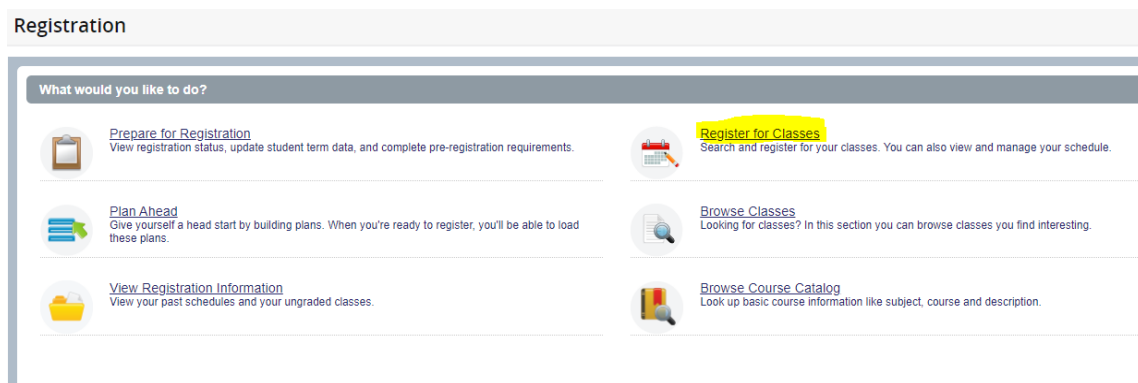 Registration
What would you like to do?
Prepare for Registration
View registration status, update student term data, and complete pre-registration requirements.
Register for Classes
Search and register for your classes. You can also view and manage your schedule.
Plan Ahead
Give yourself a head start by building plans. When you're ready to register, you'll be able to load
these plans.
Browse Classes
Looking for classes? In this section you can browse classes you find interesting.
View Registration Information
View your past schedules and your ungraded classes.
Browse Course Catalog
Look up basic course information like subject, course and description.